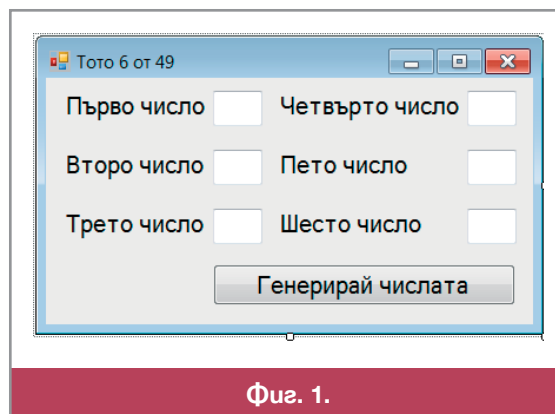 Тото 6 от 49
Първо число Четвърто число
Второ число Пето число
Трето число Шесто число
Генерирай числата
Фиг. 1.